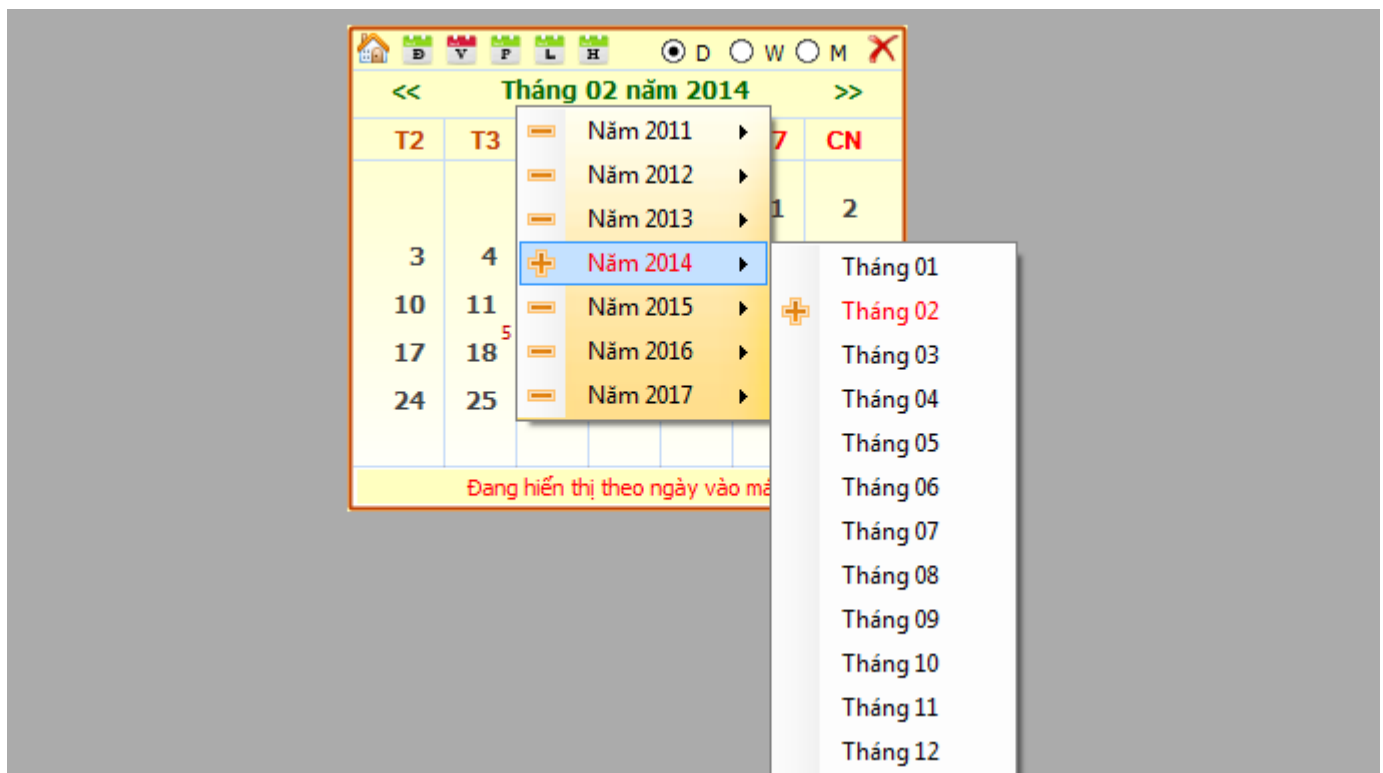 Đ V P L H D W M
<< Tháng 02 năm 2014 >>
T2 T3 7 CN
1 2
3 4
10 11
5
17 18
24 25
Năm 2011
Năm 2012
Năm 2013
Năm 2014
Năm 2015
Năm 2016
Năm 2017
Tháng 01
Tháng 02
Tháng 03
Tháng 04
Tháng 05
Tháng 06
Tháng 07
Tháng 08
Tháng 09
Tháng 10
Tháng 11
Tháng 12
Đang hiển thị theo ngày vào